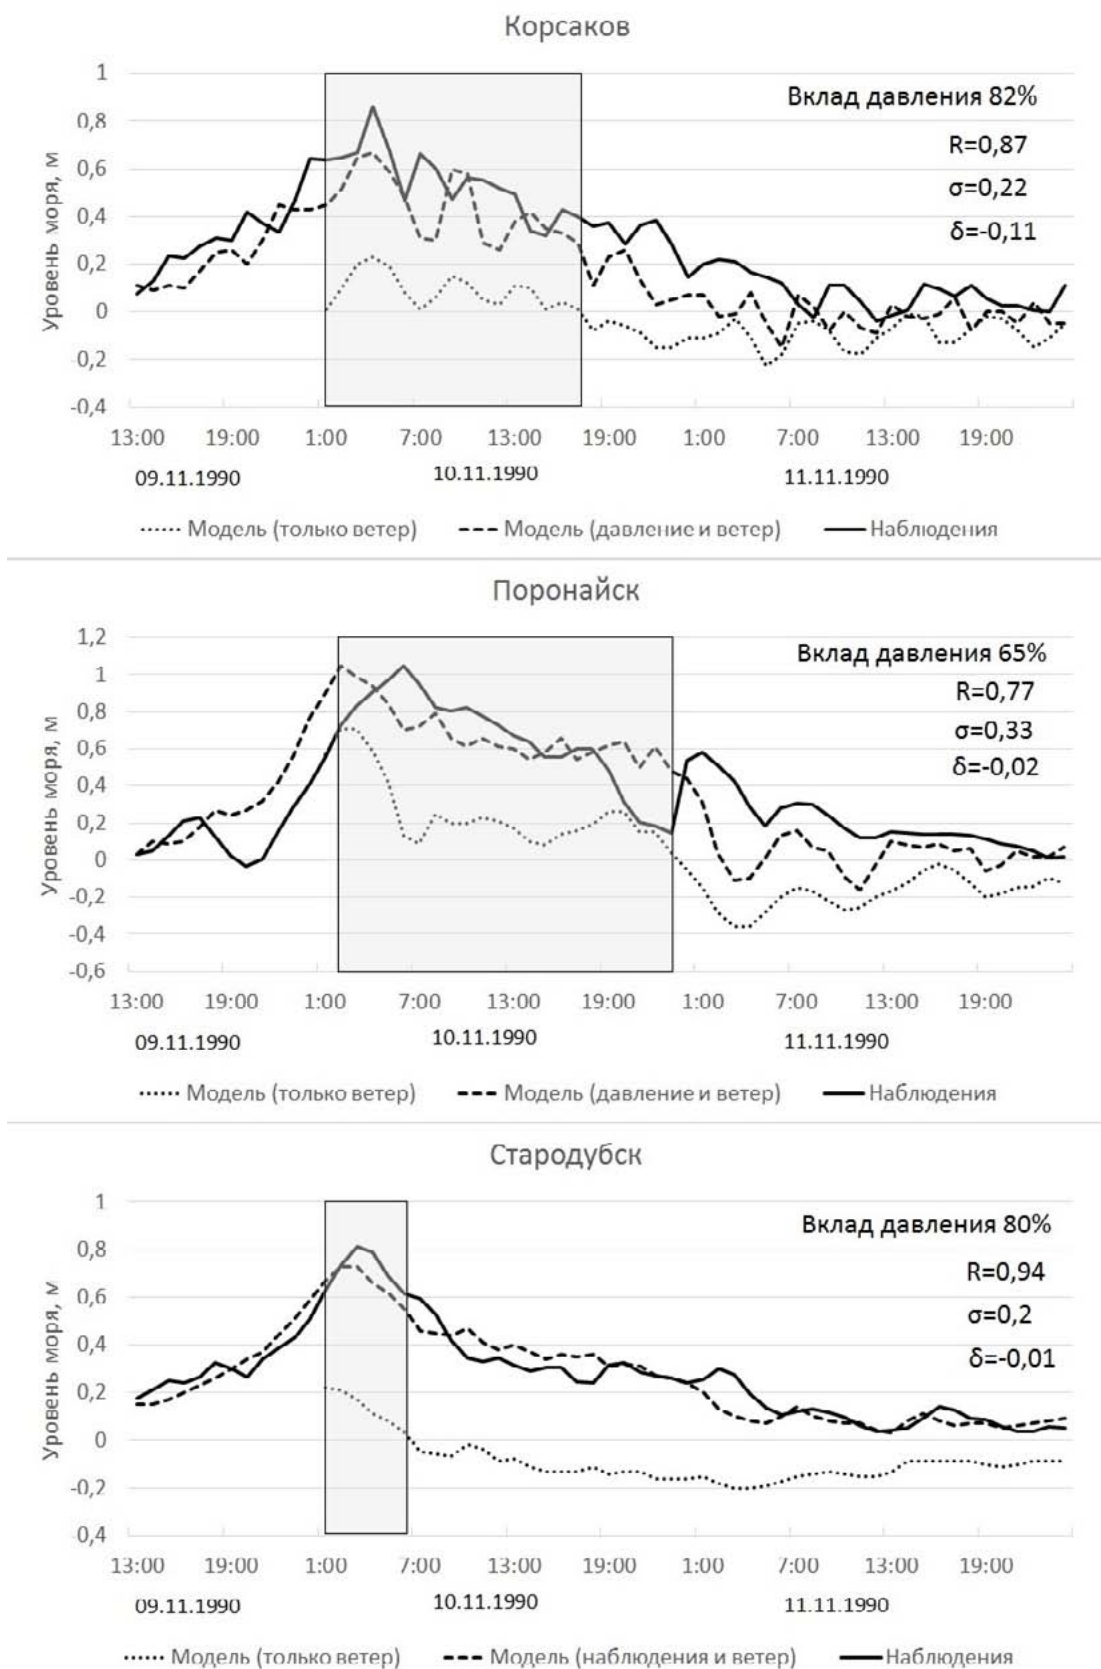 Корсаков
Уровень моря, м
1
0,8
0,6
0,4
0,2
0
0,2
-0,4
Вклад давления 82%
R=0,87
σ=0,22
δ=-0,11
13:00 19:00 1:00 7:00 13:00 19:00 1:00 7:00 13:00 19:00
09.11.1990 10.11.1990 11.11.1990
Модель (только ветер) Модель (давление и ветер) Наблюдения
Поронайск
Уровень моря, м
1,2
1
0,8
0,6
0,4
0,2
0
-0,2
-0,4
-0,6
Вклад давления 65%
R=0,77
σ=0,33
δ=-0,02
13:00 19:00 1:00 7:00 13:00 19:00 1:00 7:00 13:00 19:00
09.11.1990 10.11.1990 11.11.1990
Модель (только ветер) Модель (давление и ветер) Наблюдения
Стародубск
Уровень моря, м
1
0,8
0,6
0,4
0,2
0
-0,2
0,4
Вклад давления 80%
R=0,94
σ=0,2
δ=-0,01
13:00 19:00 1:00 7:00 13:00 19:00 1:00 7:00 13:00 19:00
09.11.1990 10.11.1990 11.11.1990
Модель (только ветер) Модель (наблюдения и ветер) Наблюдения